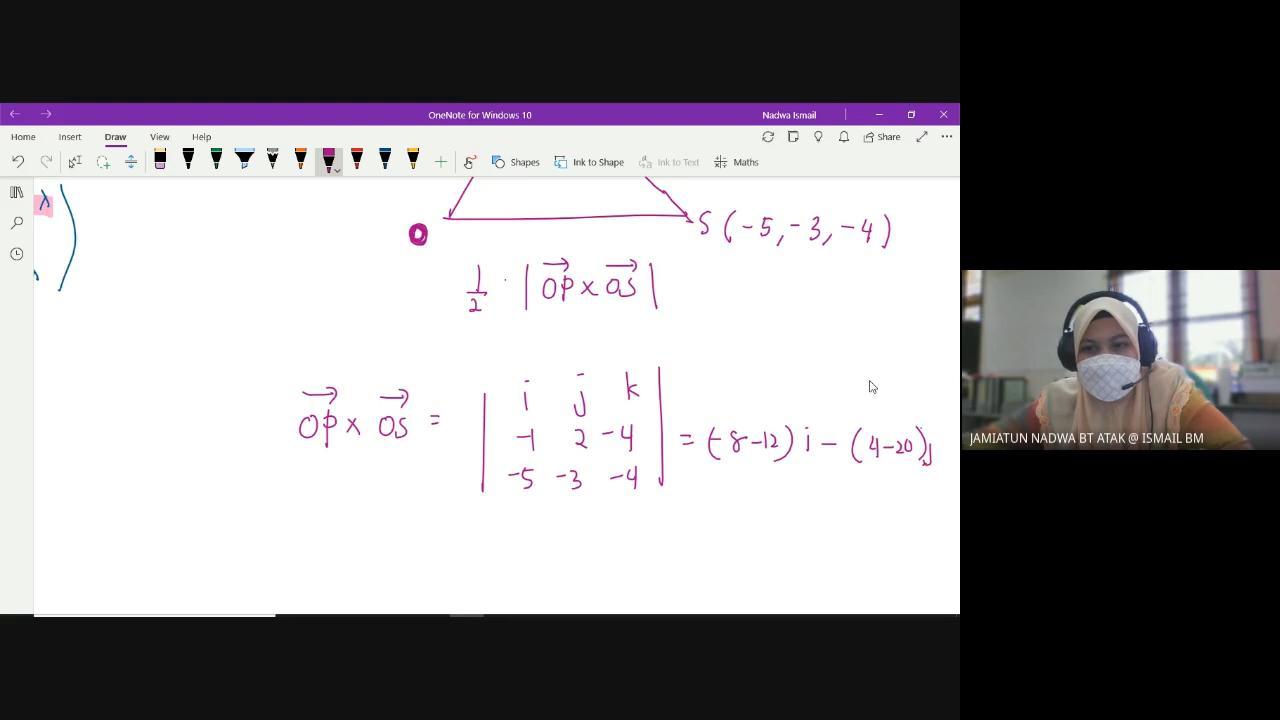 OneNote for Windows 10
Nadwa Ismail
Home Insert Draw View Help
Share
Shapes Ink to Shape Ink to Text Maths
x
S (-5, -3, -4)
O
1/2 · | OP x OS |
OP x OS = | i j k | = (-8-12) i - (4-20)j
-1 2 -4
-5 -3 -4
JAMIATUN NADWA BT ATAK @ ISMAIL BM